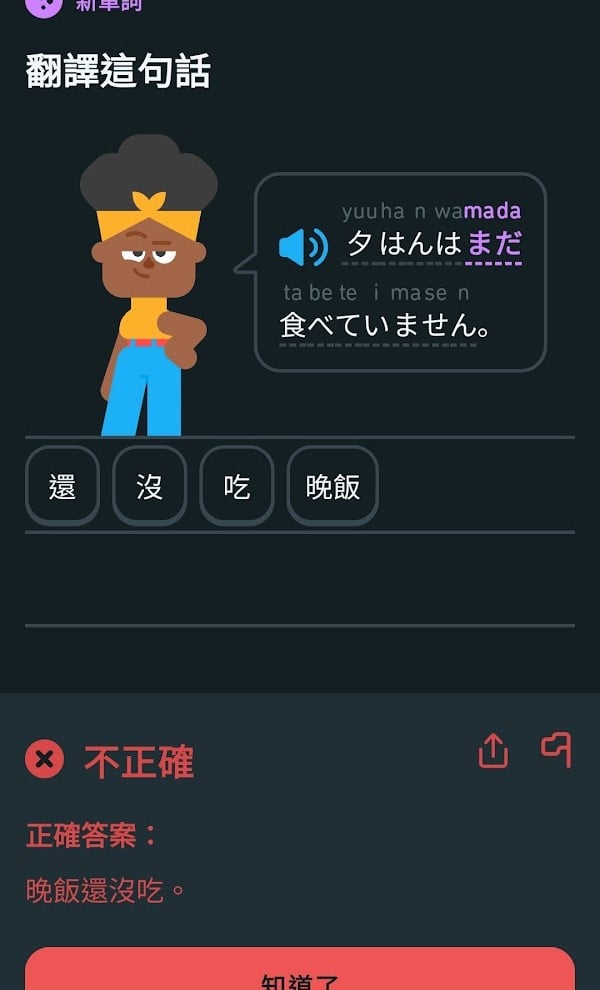 新單詞
翻譯這句話
yuuha n wamada
夕はんはまだ
ta be te i mase n
食べていません。
還 沒 吃 晚飯
不正確
正確答案：
晚飯還沒吃。
知道了